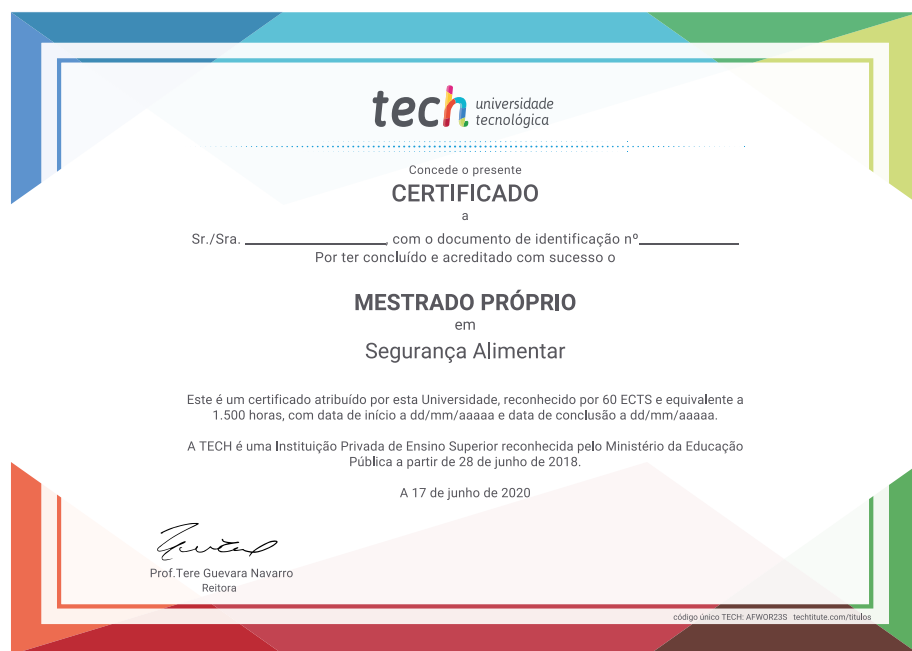 tech universidade
tecnológica
Concede o presente
CERTIFICADO
a
Sr./Sra. ________________, com o documento de identificação nº____________
Por ter concluído e acreditado com sucesso o
MESTRADO PRÓPRIO
em
Segurança Alimentar
Este é um certificado atribuído por esta Universidade, reconhecido por 60 ECTS e equivalente a
1.500 horas, com data de início a dd/mm/aaaaa e data de conclusão a dd/mm/aaaaa.
A TECH é uma Instituição Privada de Ensino Superior reconhecida pelo Ministério da Educação
Pública a partir de 28 de junho de 2018.
A 17 de junho de 2020
Prof.Tere Guevara Navarro
Reitora
código único TECH: AFWOR23S techtitute.com/titulos